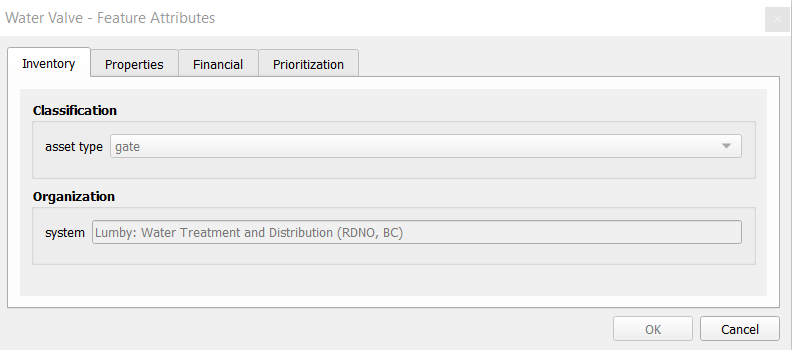 Water Valve - Feature Attributes
Inventory Properties Financial Prioritization
Classification
asset type gate
Organization
system Lumby: Water Treatment and Distribution (RDNO, BC)
OK Cancel